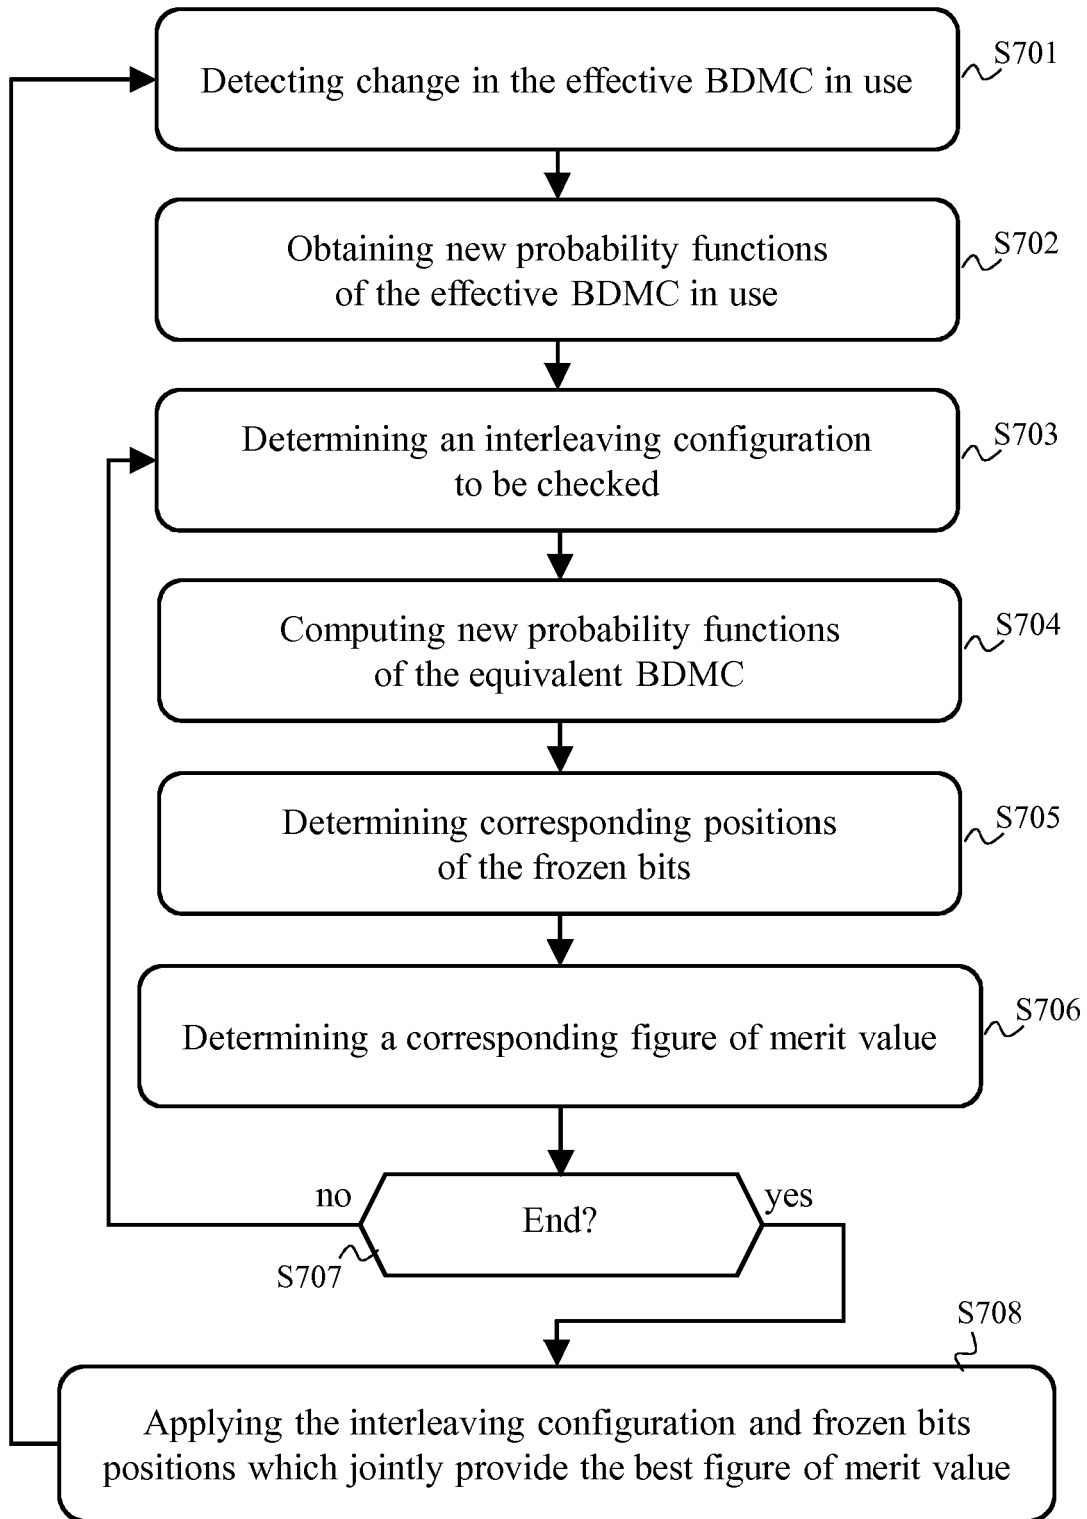 Detecting change in the effective BDMC in use
S701
Obtaining new probability functions
of the effective BDMC in use
S702
Determining an interleaving configuration
to be checked
S703
Computing new probability functions
of the equivalent BDMC
S704
Determining corresponding positions
of the frozen bits
S705
Determining a corresponding figure of merit value
S706
no
End?
yes
S707
S708
Applying the interleaving configuration and frozen bits
positions which jointly provide the best figure of merit value